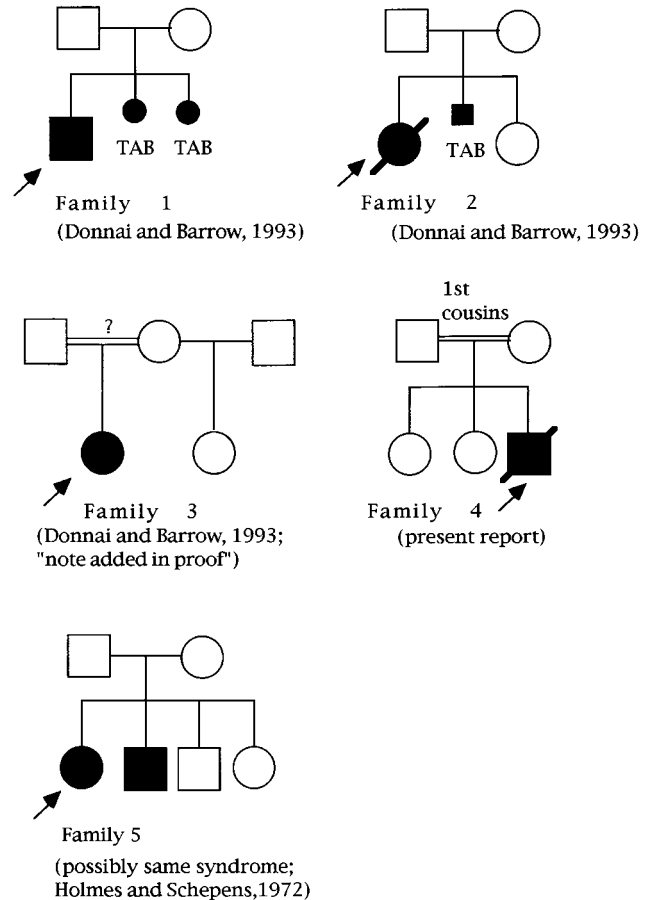 TAB TAB
Family 1
(Donnai and Barrow, 1993)
TAB
Family 2
(Donnai and Barrow, 1993)
?
Family 3
(Donnai and Barrow, 1993;
"note added in proof")
1st
cousins
Family 4
(present report)
Family 5
(possibly same syndrome;
Holmes and Schepens,1972)